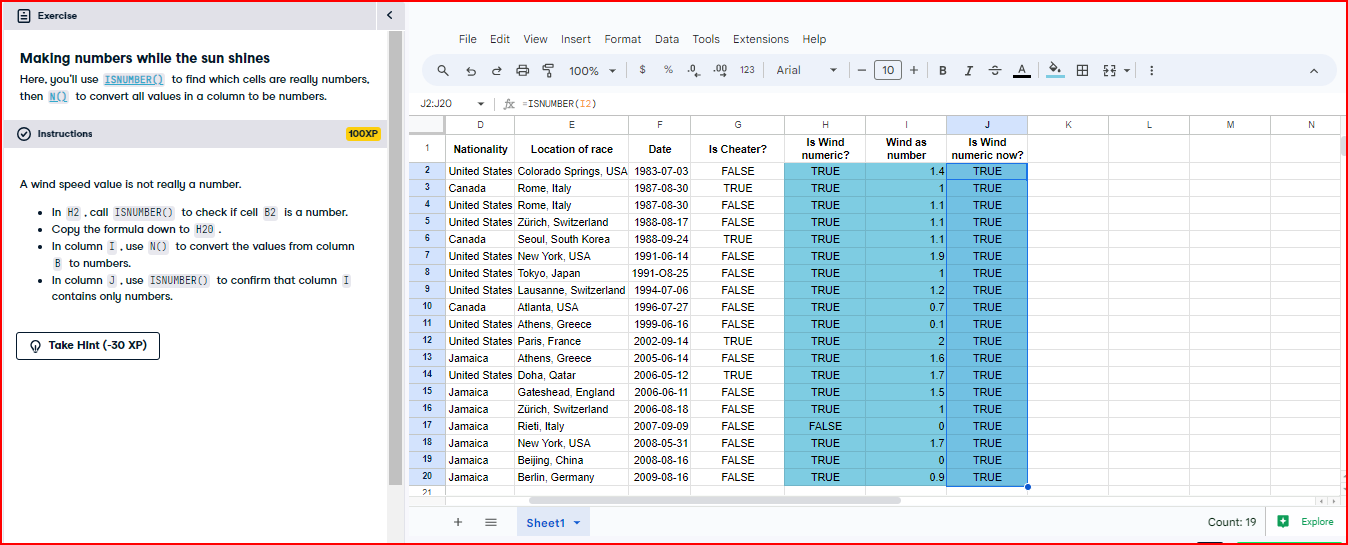 Exercise
Making numbers while the sun shines
Here, you'll use ISNUMBER() to find which cells are really numbers,
then N() to convert all values in a column to be numbers.
Instructions 100XP
A wind speed value is not really a number.
• In H2 , call ISNUMBER() to check if cell B2 is a number.
• Copy the formula down to H20 .
• In column I , use N() to convert the values from column
B to numbers.
• In column J , use ISNUMBER() to confirm that column I
contains only numbers.
Take Hint (-30 XP)
File Edit View Insert Format Data Tools Extensions Help
100% $ % .0 .00 123 Arial 10 B I S A
J2:J20 fx =ISNUMBER(I2)
D E F G H I J K L M N
1 Nationality Location of race Date Is Cheater? Is Wind numeric? Wind as number Is Wind numeric now?
2 United States Colorado Springs, USA 1983-07-03 FALSE TRUE 1.4 TRUE
3 Canada Rome, Italy 1987-08-30 TRUE TRUE 1 TRUE
4 United States Rome, Italy 1987-08-30 FALSE TRUE 1.1 TRUE
5 United States Zürich, Switzerland 1988-08-17 FALSE TRUE 1.1 TRUE
6 Canada Seoul, South Korea 1988-09-24 TRUE TRUE 1.1 TRUE
7 United States New York, USA 1991-06-14 FALSE TRUE 1.9 TRUE
8 United States Tokyo, Japan 1991-O8-25 FALSE TRUE 1 TRUE
9 United States Lausanne, Switzerland 1994-07-06 FALSE TRUE 1.2 TRUE
10 Canada Atlanta, USA 1996-07-27 FALSE TRUE 0.7 TRUE
11 United States Athens, Greece 1999-06-16 FALSE TRUE 0.1 TRUE
12 United States Paris, France 2002-09-14 TRUE TRUE 2 TRUE
13 Jamaica Athens, Greece 2005-06-14 FALSE TRUE 1.6 TRUE
14 United States Doha, Qatar 2006-05-12 TRUE TRUE 1.7 TRUE
15 Jamaica Gateshead, England 2006-06-11 FALSE TRUE 1.5 TRUE
16 Jamaica Zürich, Switzerland 2006-08-18 FALSE TRUE 1 TRUE
17 Jamaica Rieti, Italy 2007-09-09 FALSE FALSE 0 TRUE
18 Jamaica New York, USA 2008-05-31 FALSE TRUE 1.7 TRUE
19 Jamaica Beijing, China 2008-08-16 FALSE TRUE 0 TRUE
20 Jamaica Berlin, Germany 2009-08-16 FALSE TRUE 0.9 TRUE
21
Sheet1 Count: 19 Explore